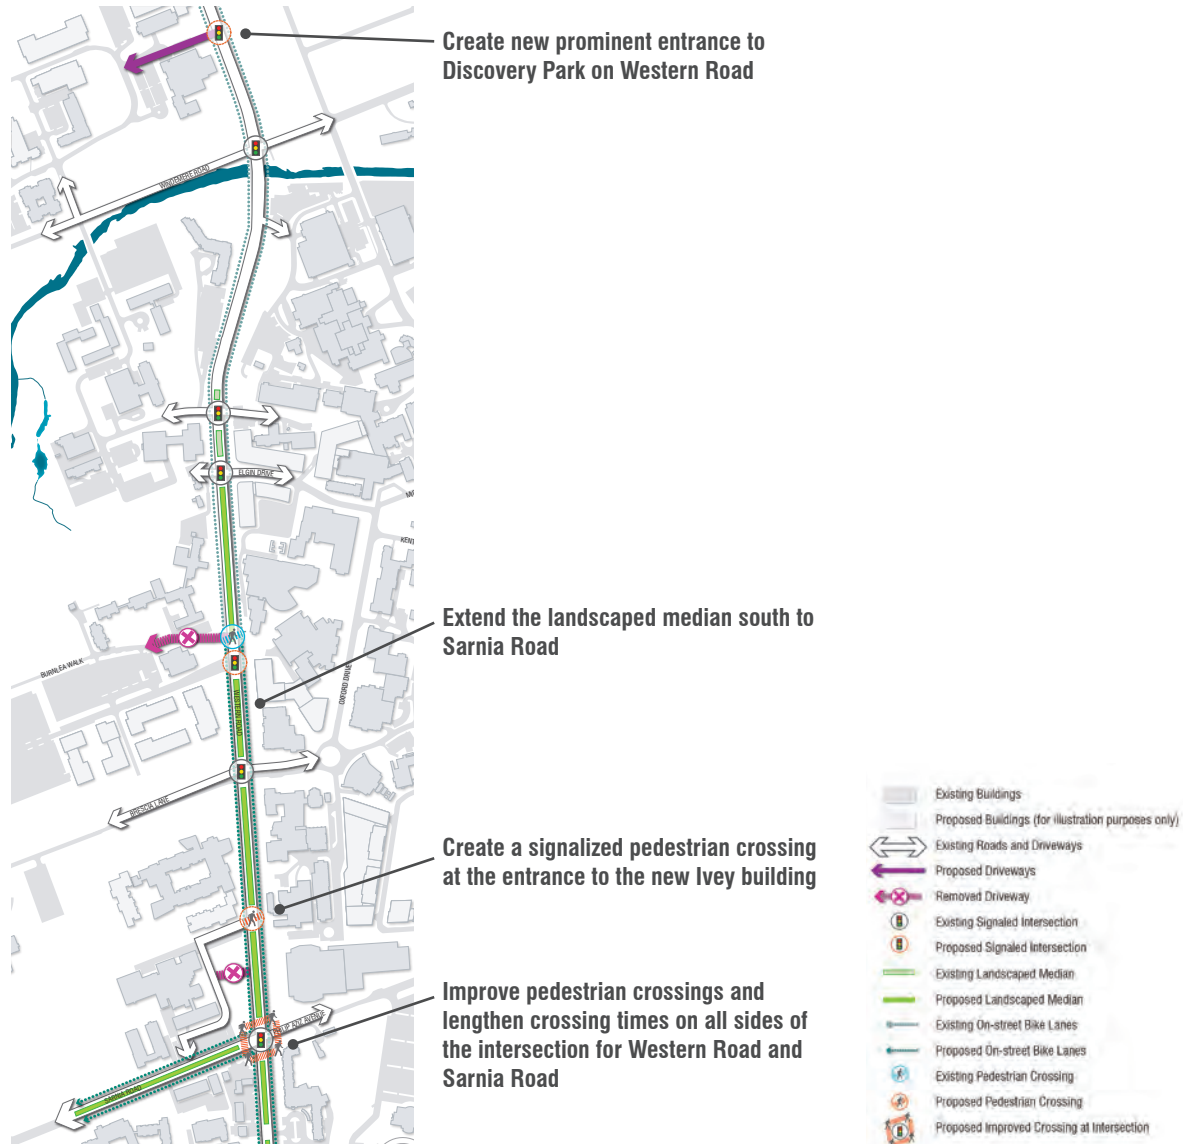 Create new prominent entrance to
Discovery Park on Western Road
WINDEMERE ROAD
ELGIN DRIVE
KENT
Extend the landscaped median south to
Sarnia Road
BURNLEA WALK
OXFORD DRIVE
WESTERN ROAD
BRESCIA LANE
Existing Buildings
Proposed Buildings (for illustration purposes only)
Existing Roads and Driveways
Proposed Driveways
Removed Driveway
Existing Signaled Intersection
Proposed Signaled Intersection
Existing Landscaped Median
Proposed Landscaped Median
Existing On-street Bike Lanes
Proposed On-street Bike Lanes
Existing Pedestrian Crossing
Proposed Pedestrian Crossing
Proposed Improved Crossing at Intersection
Create a signalized pedestrian crossing
at the entrance to the new Ivey building
Improve pedestrian crossings and
lengthen crossing times on all sides of
the intersection for Western Road and
Sarnia Road
AVENUE
SARNIA ROAD